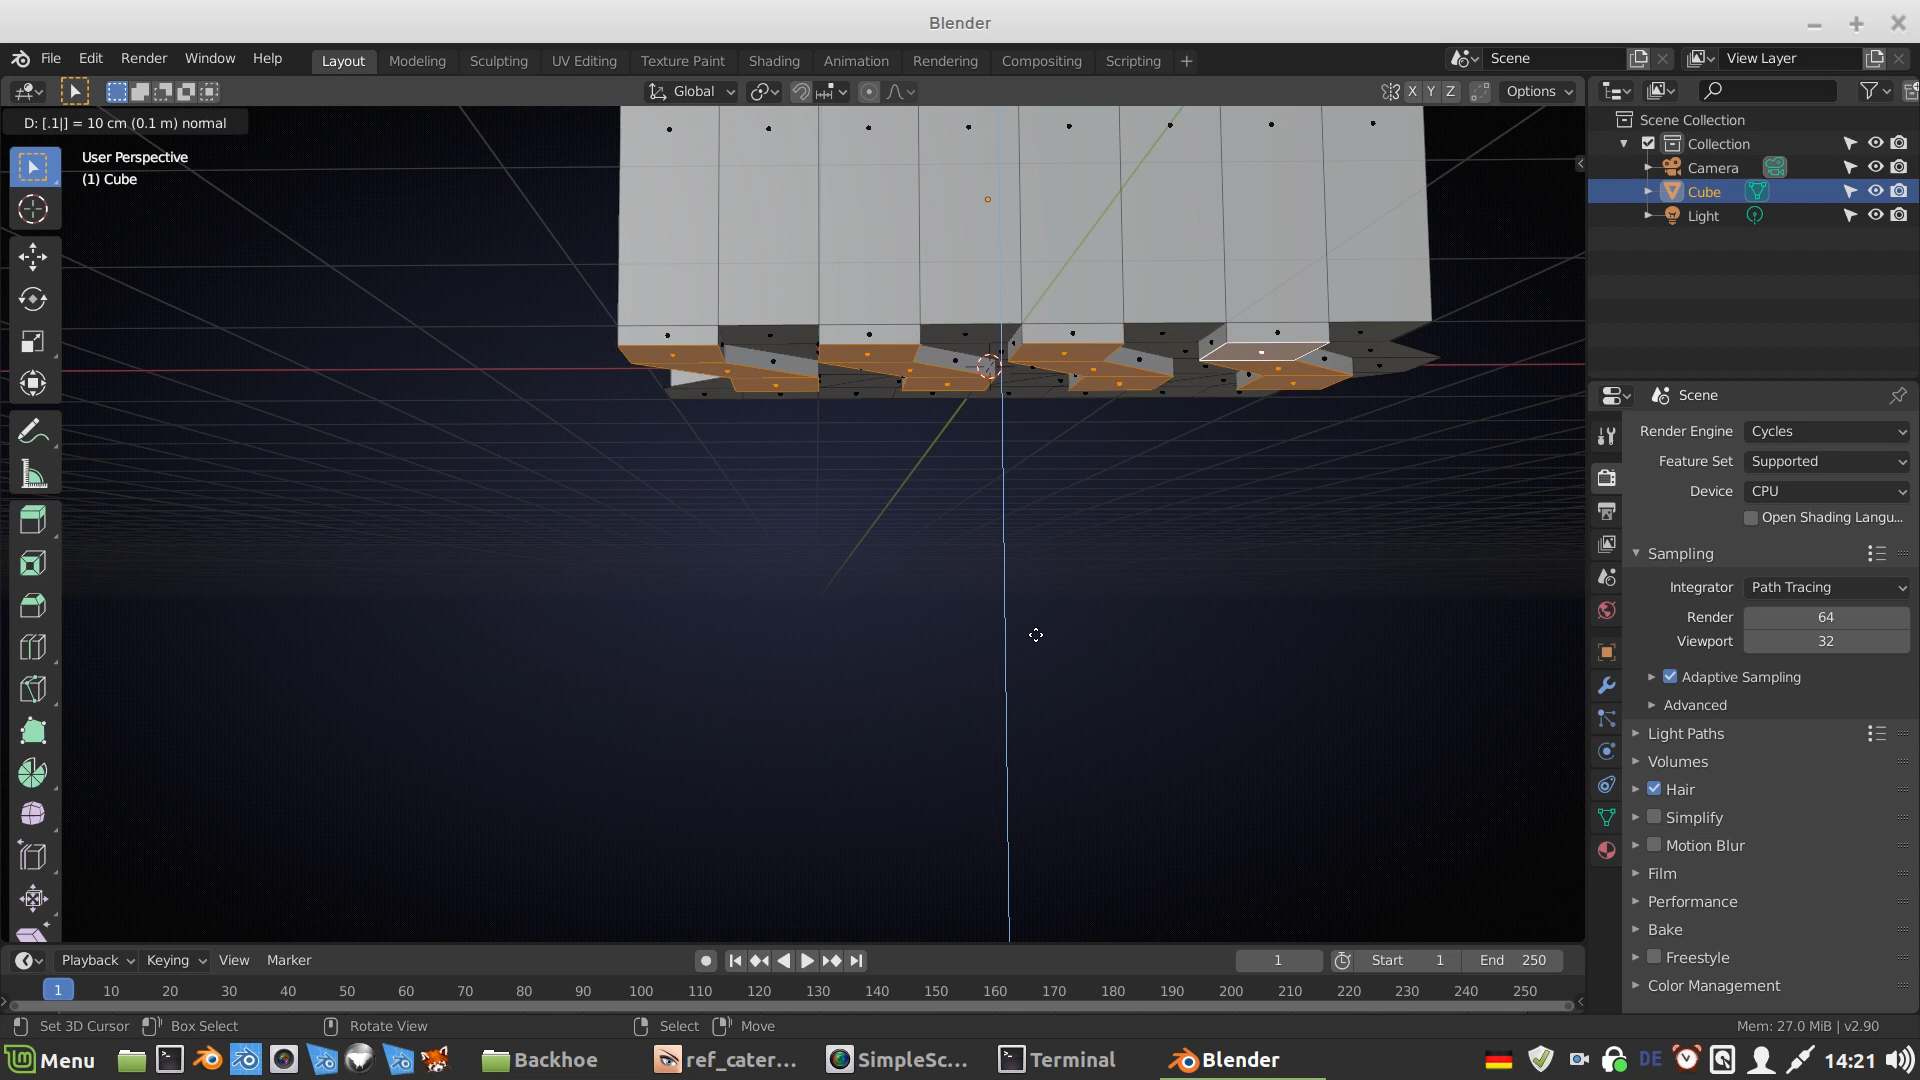 Blender
File Edit Render Window Help Layout Modeling Sculpting UV Editing Texture Paint Shading Animation Rendering Compositing Scripting + Scene View Layer
Global X Y Z Options
D: [.1|] = 10 cm (0.1 m) normal
User Perspective
(1) Cube
Scene Collection
Collection
Camera
Cube
Light
Scene
Render Engine Cycles
Feature Set Supported
Device CPU
Open Shading Langu...
Sampling
Integrator Path Tracing
Render 64
Viewport 32
Adaptive Sampling
Advanced
Light Paths
Volumes
Hair
Simplify
Motion Blur
Film
Performance
Bake
Freestyle
Color Management
Playback Keying View Marker 1 Start 1 End 250
1 10 20 30 40 50 60 70 80 90 100 110 120 130 140 150 160 170 180 190 200 210 220 230 240 250
Set 3D Cursor Box Select Rotate View Select Move Mem: 27.0 MiB | v2.90
Menu Backhoe ref_cater... SimpleSc... Terminal Blender DE 14:21